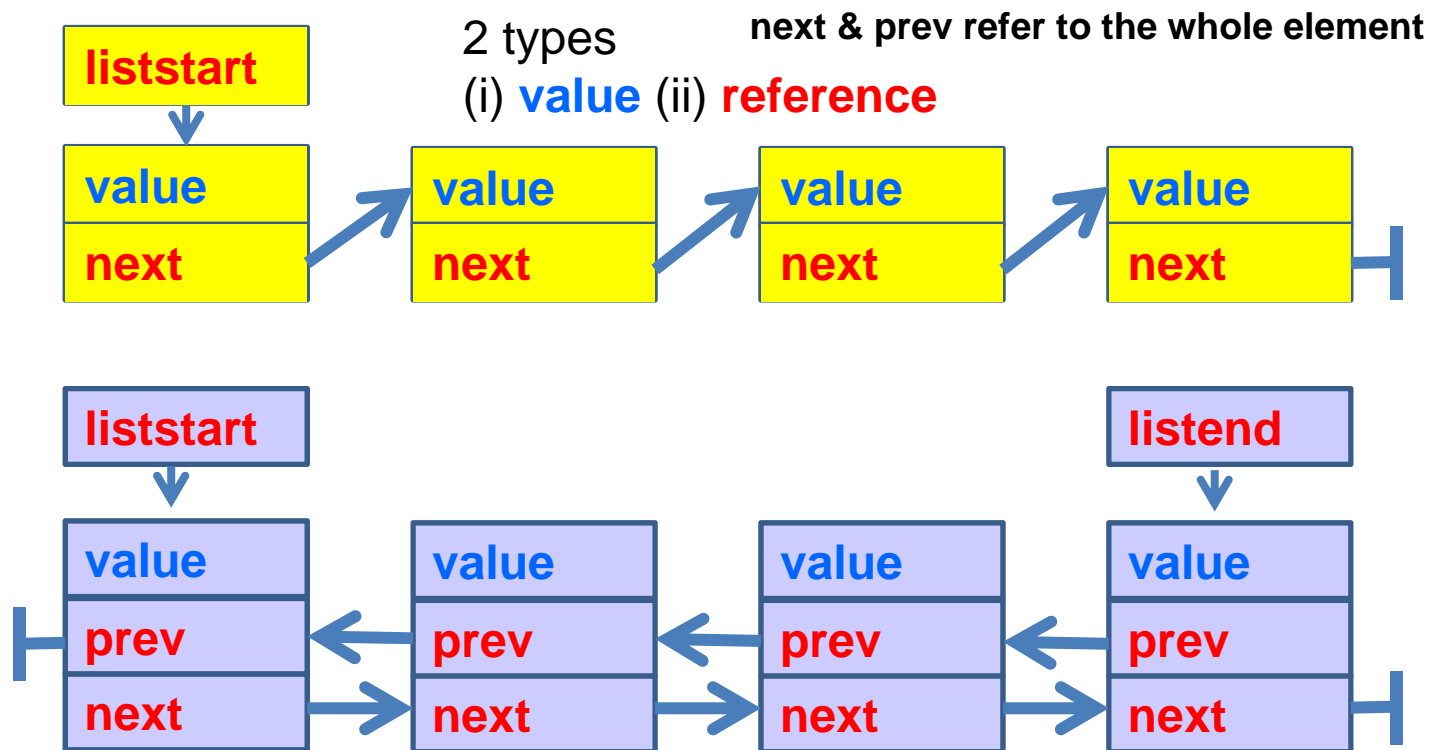 2 types
next & prev refer to the whole element
(i) value (ii) reference
liststart
value value value value
next next next next
liststart listend
value value value value
prev prev prev prev
next next next next